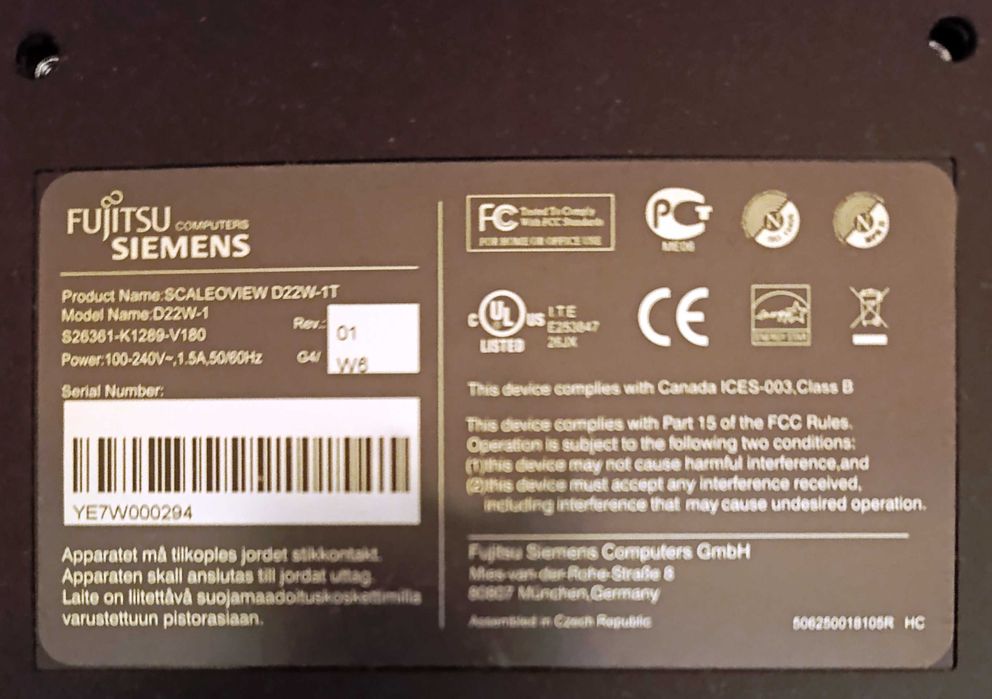 FUJITSU COMPUTERS
SIEMENS
Product Name:SCALEOVIEW D22W-1T
Model Name:D22W-1
S26361-K1289-V180
Rev.: 01
Power:100-240V~,1.5A,50/60Hz
G4/ W6
Serial Number:
YE7W000294
Apparatet må tilkoples jordet stikkontakt.
Apparaten skall anslutas till jordat uttag.
Laite on liitettåvå suojamaadoituskoskettimilla
varustettuun pistorasiaan.
FC Tested To Comply
With FCC Standards
FOR HOME OR OFFICE USE
PCT
ME06
N
N
C UL US LTE
E253847
LISTED 26JX
CE
This device complies with Canada ICES-003,Class B
This device complies with Part 15 of the FCC Rules.
Operation is subject to the following two conditions:
(1)this device may not cause harmful interference,and
(2)this device must accept any interference received,
including interference that may cause undesired operation.
Fujitsu Siemens Computers GmbH
Mies-van-der-Rohe-Straße 8
80807 München,Germany
Assembled in Czech Republic
506250018105R HC